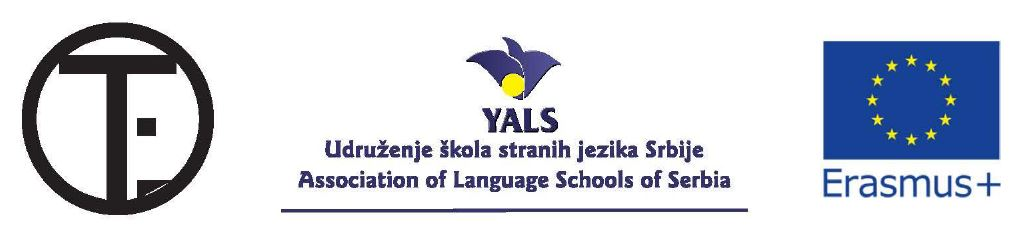 YALS
Udruženje škola stranih jezika Srbije
Association of Language Schools of Serbia
Erasmus+